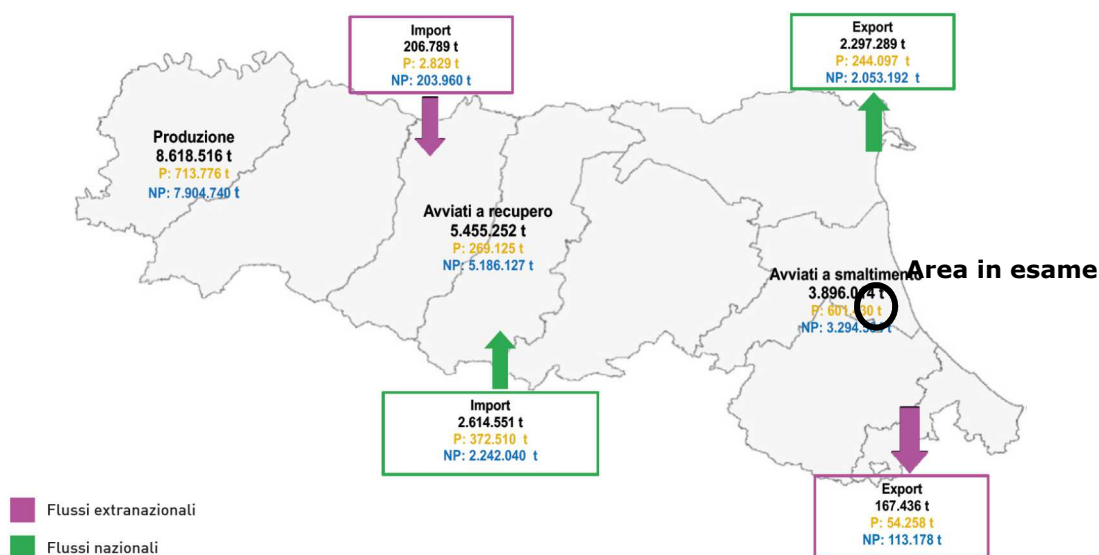 Import
206.789 t
P: 2.829 t
NP: 203.960 t
Export
2.297.289 t
P: 244.097 t
NP: 2.053.192 t
Produzione
8.618.516 t
P: 713.776 t
NP: 7.904.740 t
Avviati a recupero
5.455.252 t
P: 269.125 t
NP: 5.186.127 t
Avviati a smaltimento
Area in esame
t
P: t
NP: t
Import
2.614.551 t
P: 372.510 t
NP: 2.242.040 t
Export
167.436 t
P: 54.258 t
NP: 113.178 t
Flussi extranazionali
Flussi nazionali